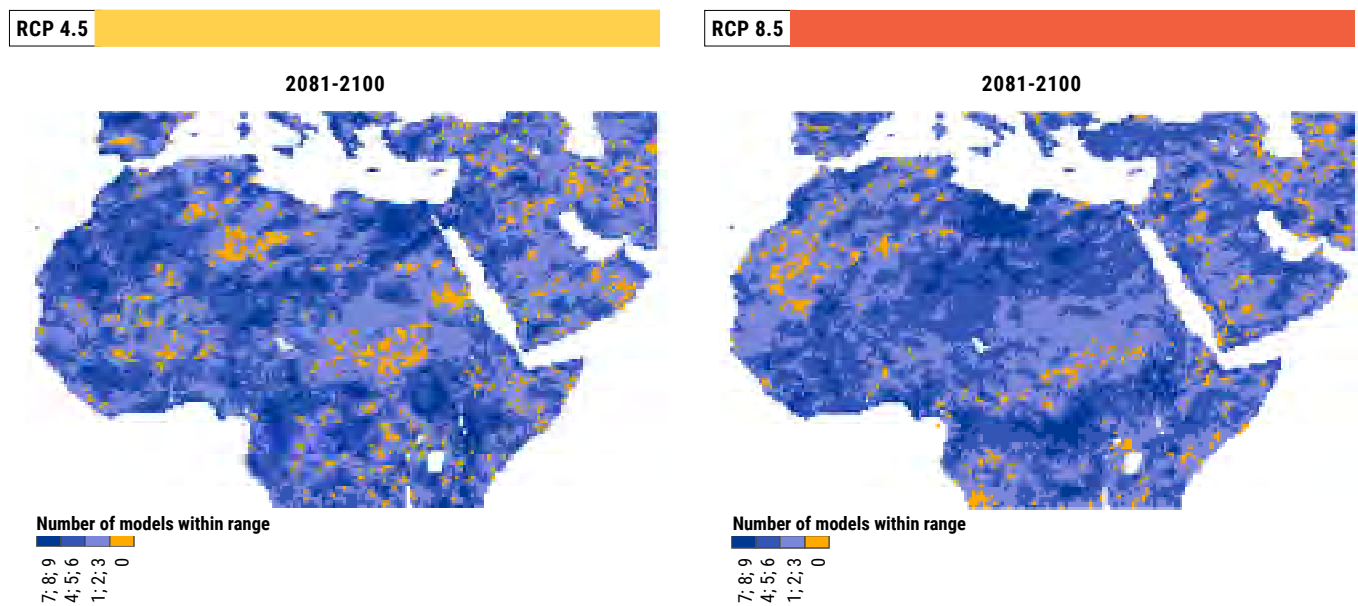 RCP 4.5
2081-2100
Number of models within range
7; 8; 9
4; 5; 6
1; 2; 3
0
RCP 8.5
2081-2100
Number of models within range
7; 8; 9
4; 5; 6
1; 2; 3
0